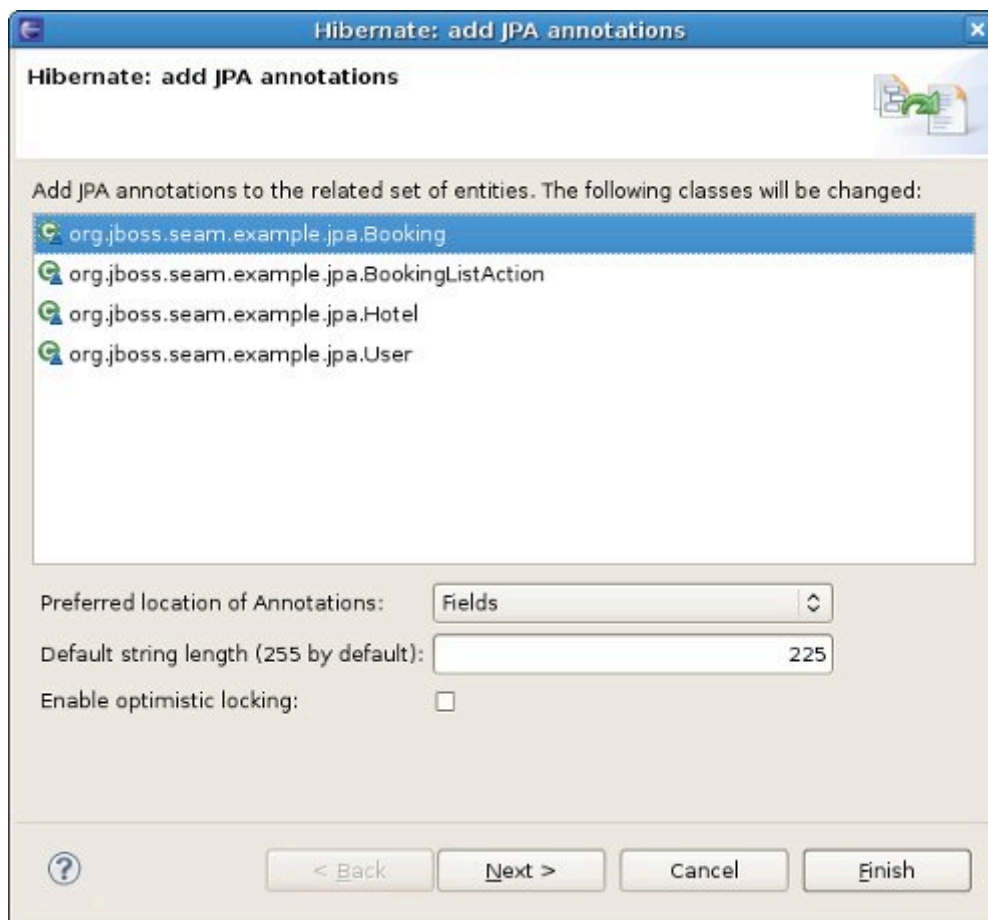 Hibernate: add JPA annotations
Hibernate: add JPA annotations
Add JPA annotations to the related set of entities. The following classes will be changed:
org.jboss.seam.example.jpa.Booking
org.jboss.seam.example.jpa.BookingListAction
org.jboss.seam.example.jpa.Hotel
org.jboss.seam.example.jpa.User
Preferred location of Annotations: Fields
Default string length (255 by default): 225
Enable optimistic locking:
? < Back Next > Cancel Finish